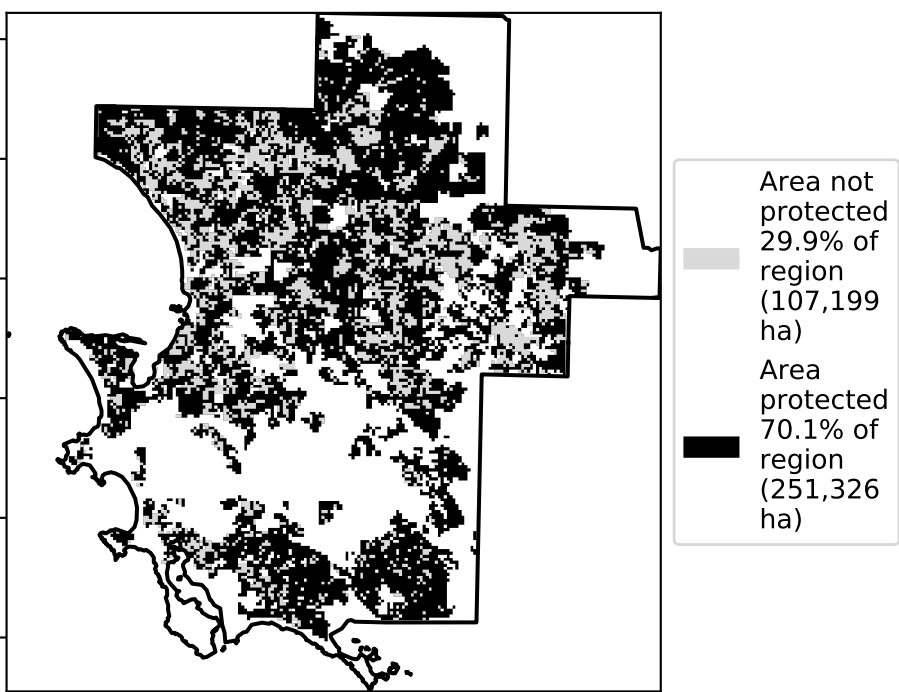 Area not
protected
29.9% of
region
(107,199
ha)
Area
protected
70.1% of
region
(251,326
ha)